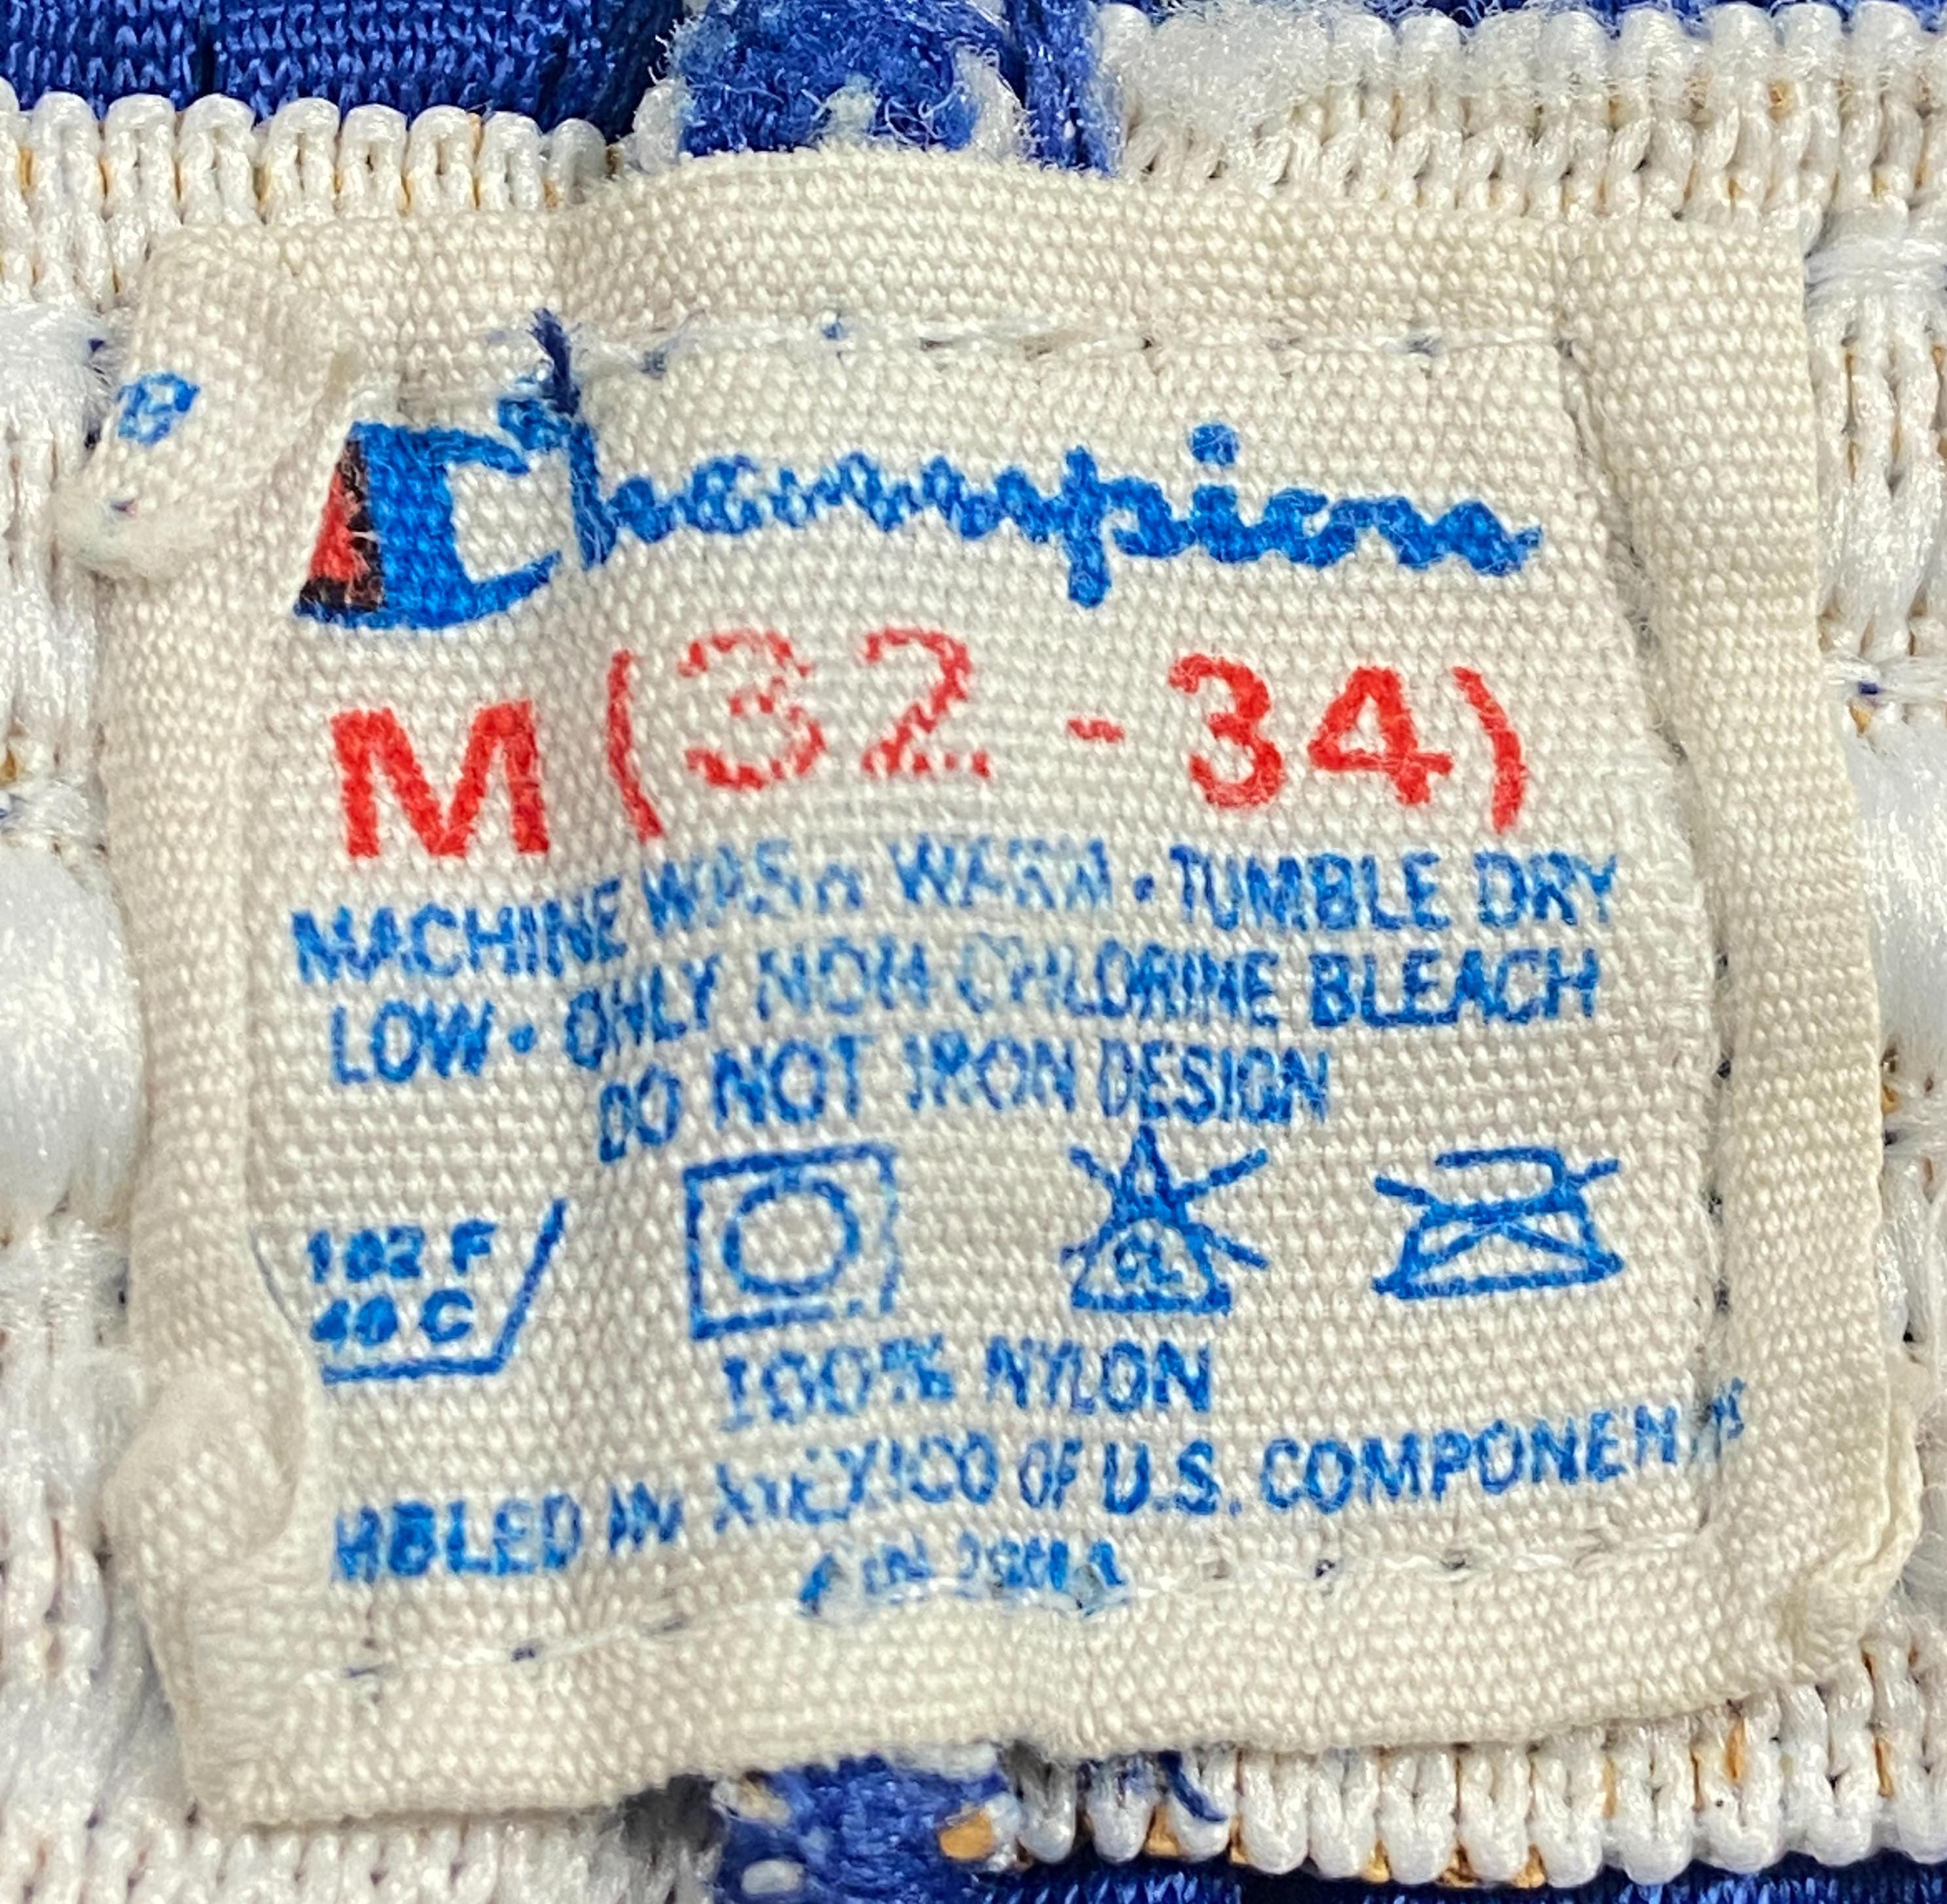 Champion
M (32 - 34)
MACHINE WASH WARM • TUMBLE DRY
LOW • ONLY NON CHLORINE BLEACH
DO NOT IRON DESIGN
102 F
40 C
CL
100% NYLON
MBLED IN MEXICO OF U.S. COMPONENTS